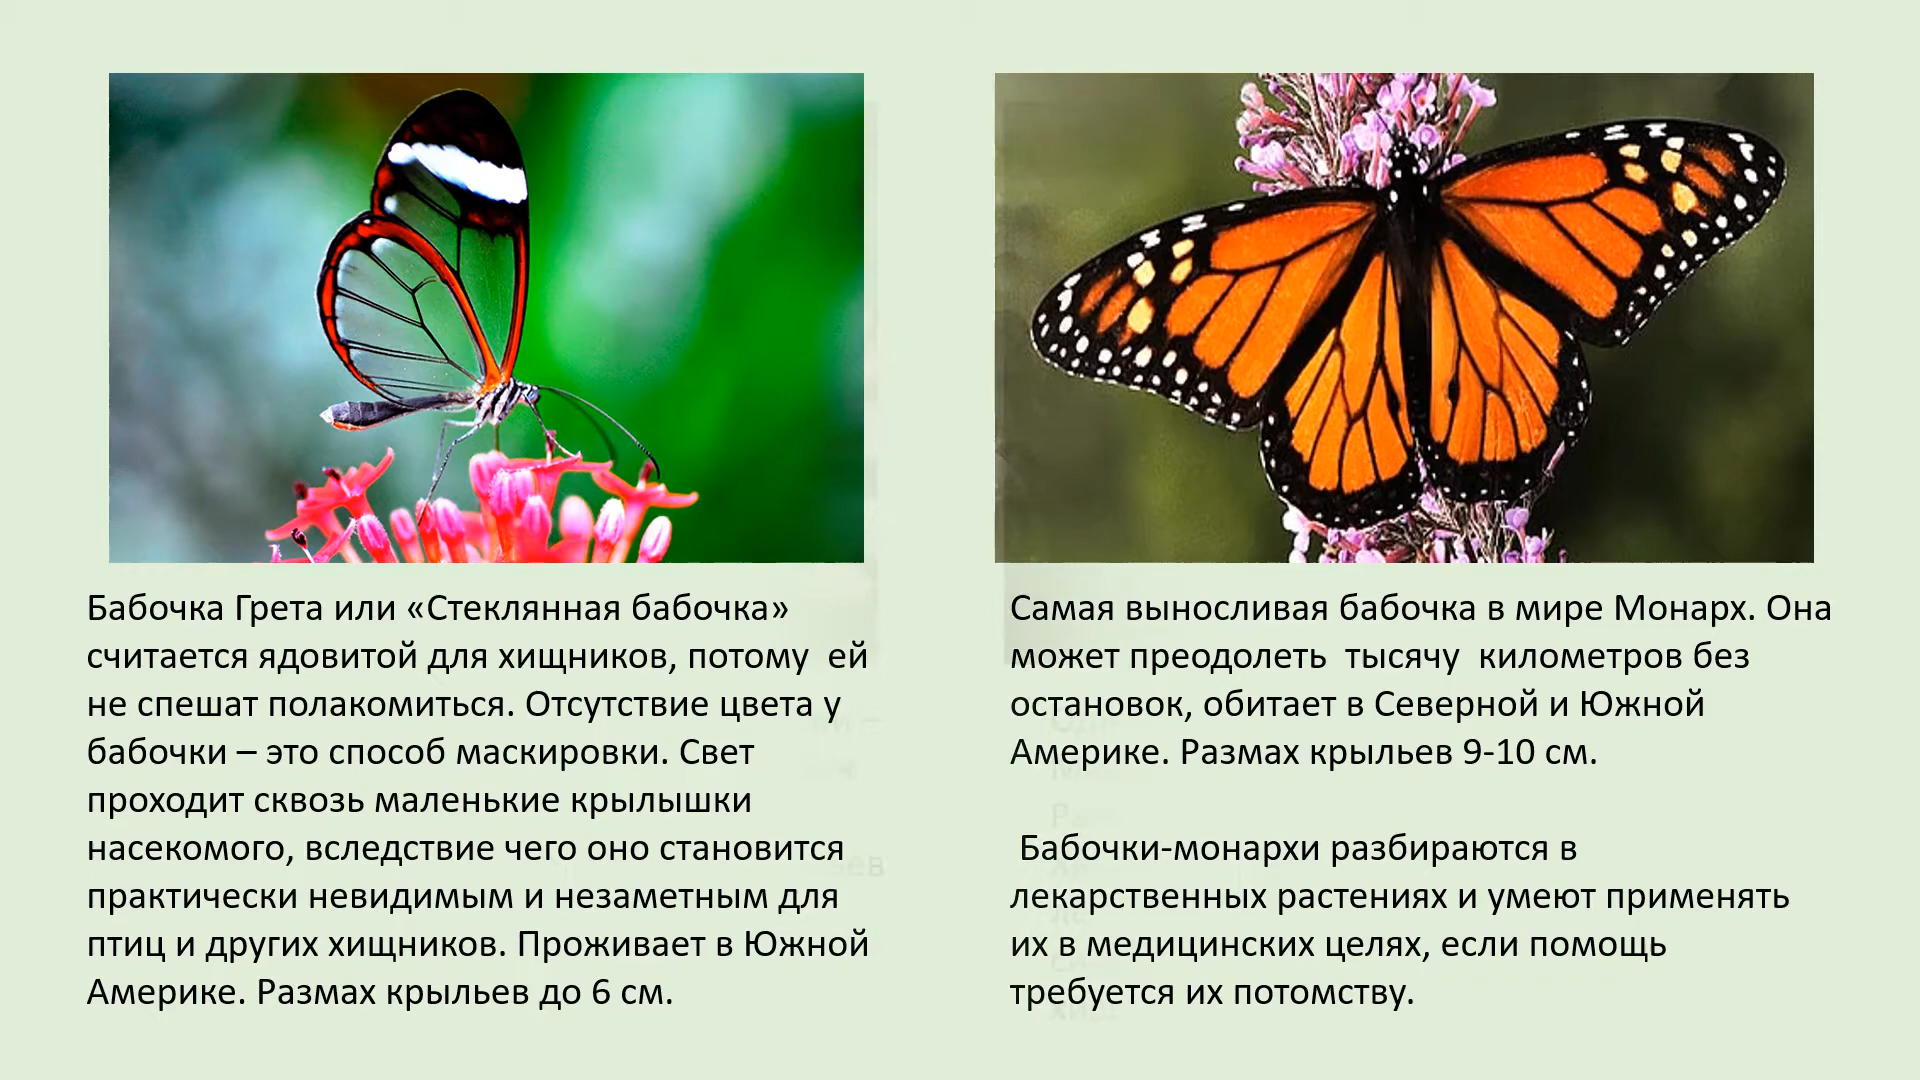 Бабочка Грета или «Стеклянная бабочка»
считается ядовитой для хищников, потому  ей
не спешат полакомиться. Отсутствие цвета у
бабочки – это способ маскировки. Свет
проходит сквозь маленькие крылышки
насекомого, вследствие чего оно становится
практически невидимым и незаметным для
птиц и других хищников. Проживает в Южной
Америке. Размах крыльев до 6 см.
Самая выносливая бабочка в мире Монарх. Она
может преодолеть  тысячу  километров без
остановок, обитает в Северной и Южной
Америке. Размах крыльев 9-10 см.
Бабочки-монархи разбираются в
лекарственных растениях и умеют применять
их в медицинских целях, если помощь
требуется их потомству.